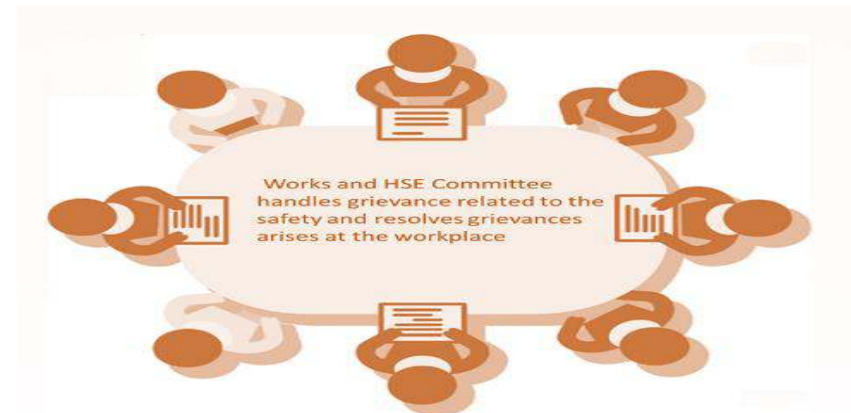 Works and HSE Committee
handles grievance related to the
safety and resolves grievances
arises at the workplace